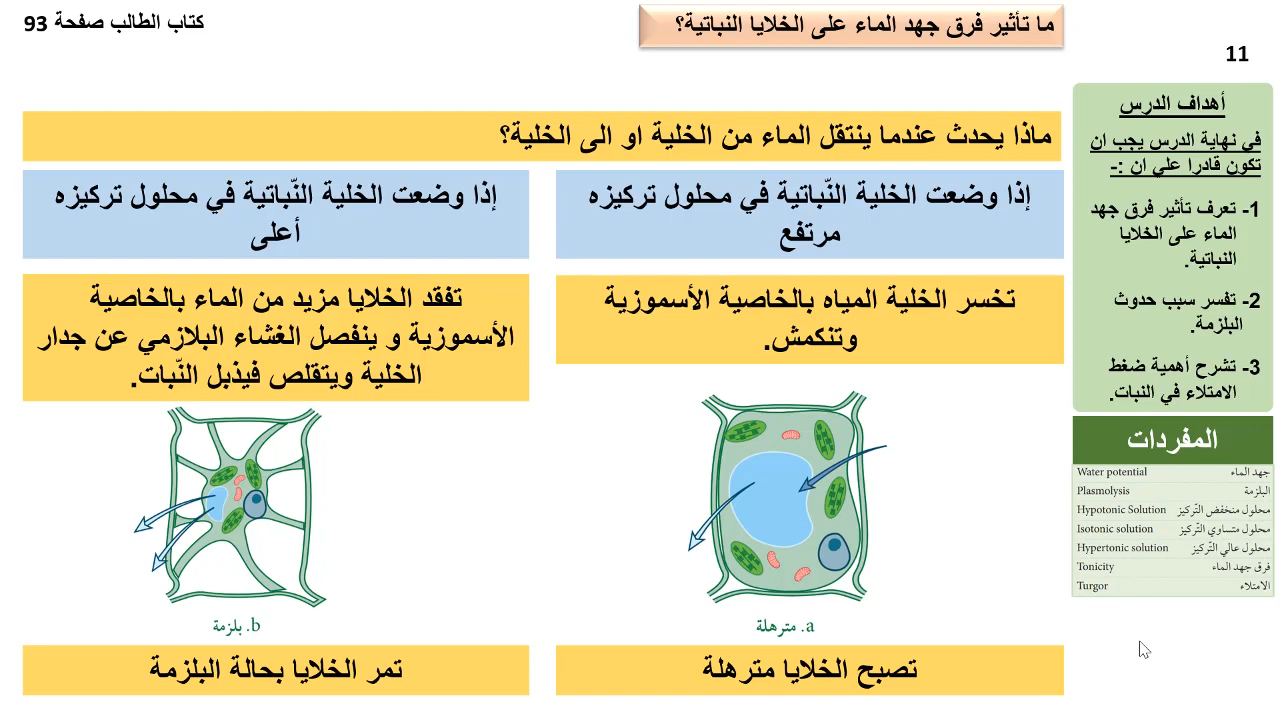 ما تأثير فرق جهد الماء على الخلايا النباتية؟
كتاب الطالب صفحة 93
11
أهداف الدرس
في نهاية الدرس يجب ان
تكون قادرا علي ان :-
1- تعرف تأثير فرق جهد
الماء على الخلايا
النباتية.
2- تفسر سبب حدوث
البلزمة.
3- تشرح أهمية ضغط
الامتلاء في النبات.
المفردات
Water potential جهد الماء
Plasmolysis البلزمة
Hypotonic Solution محلول منخفض التّركيز
Isotonic solution محلول متساوي التّركيز
Hypertonic solution محلول عالي التّركيز
Tonicity فرق جهد الماء
Turgor الامتلاء
ماذا يحدث عندما ينتقل الماء من الخلية او الى الخلية؟
إذا وضعت الخلية النّباتية في محلول تركيزه
مرتفع
تخسر الخلية المياه بالخاصية الأسموزية
وتنكمش.
a. مترهلة
تصبح الخلايا مترهلة
إذا وضعت الخلية النّباتية في محلول تركيزه
أعلى
تفقد الخلايا مزيد من الماء بالخاصية
الأسموزية و ينفصل الغشاء البلازمي عن جدار
الخلية ويتقلص فيذبل النّبات.
b. بلزمة
تمر الخلايا بحالة البلزمة